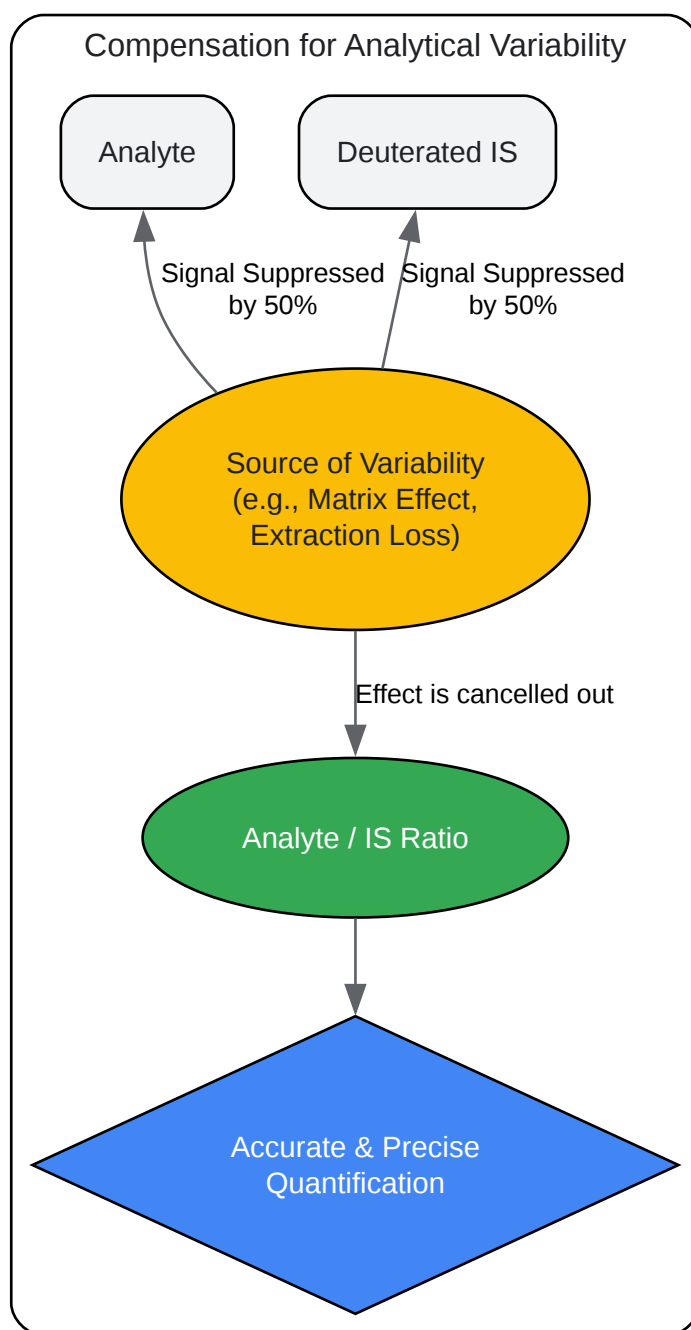 Compensation for Analytical Variability
Analyte
Deuterated IS
Signal Suppressed
by 50%
Signal Suppressed
by 50%
Source of Variability
(e.g., Matrix Effect,
Extraction Loss)
Effect is cancelled out
Analyte / IS Ratio
Accurate & Precise
Quantification